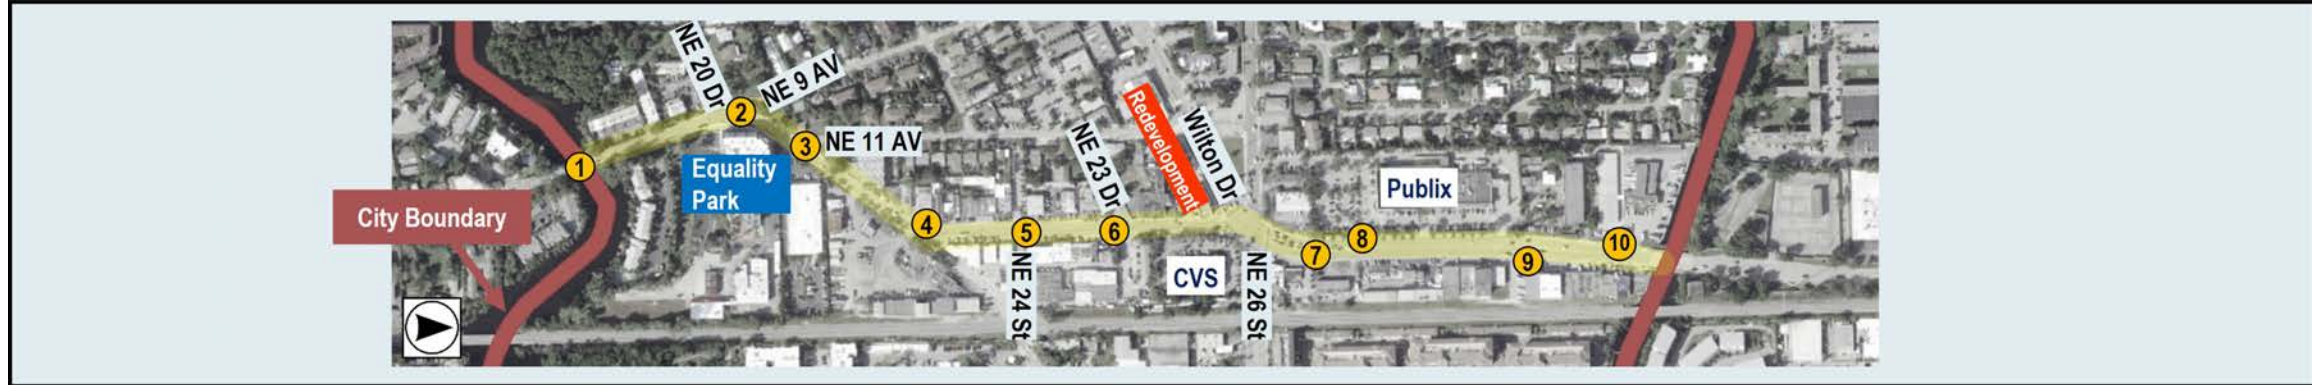 NE 20 Dr
NE 9 AV
NE 11 AV
Equality
Park
City Boundary
NE 24 St
NE 23 Dr
Redevelopment
Wilton Dr
CVS
NE 26 St
Publix
1
2
3
4
5
6
7
8
9
10